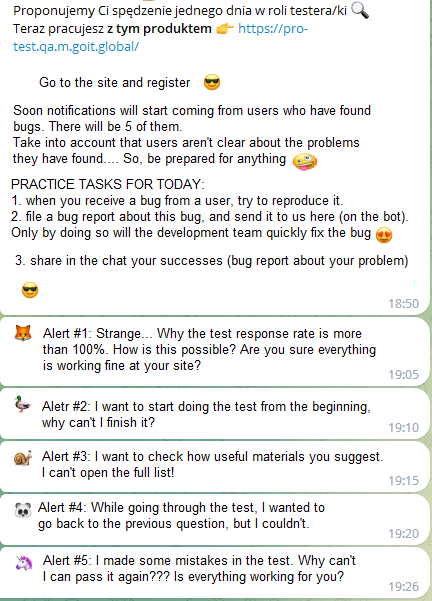 Proponujemy Ci spędzenie jednego dnia w roli testera/ki 🔍
Teraz pracujesz z tym produktem 👉 https://pro-
test.qa.m.goit.global/
Go to the site and register 😎
Soon notifications will start coming from users who have found
bugs. There will be 5 of them.
Take into account that users aren't clear about the problems
they have found.... So, be prepared for anything 🤪
PRACTICE TASKS FOR TODAY:
1. when you receive a bug from a user, try to reproduce it.
2. file a bug report about this bug, and send it to us here (on the bot).
Only by doing so will the development team quickly fix the bug 😍
3. share in the chat your successes (bug report about your problem)
😎
18:50
🦊 Alert #1: Strange... Why the test response rate is more
than 100%. How is this possible? Are you sure everything
is working fine at your site?
19:05
🦆 Aletr #2: I want to start doing the test from the beginning,
why can't I finish it?
19:10
🐌 Alert #3: I want to check how useful materials you suggest.
I can't open the full list!
19:15
🐼 Alert #4: While going through the test, I wanted to
go back to the previous question, but I couldn't.
19:20
🦄 Alert #5: I made some mistakes in the test. Why can't
I can pass it again??? Is everything working for you?
19:26